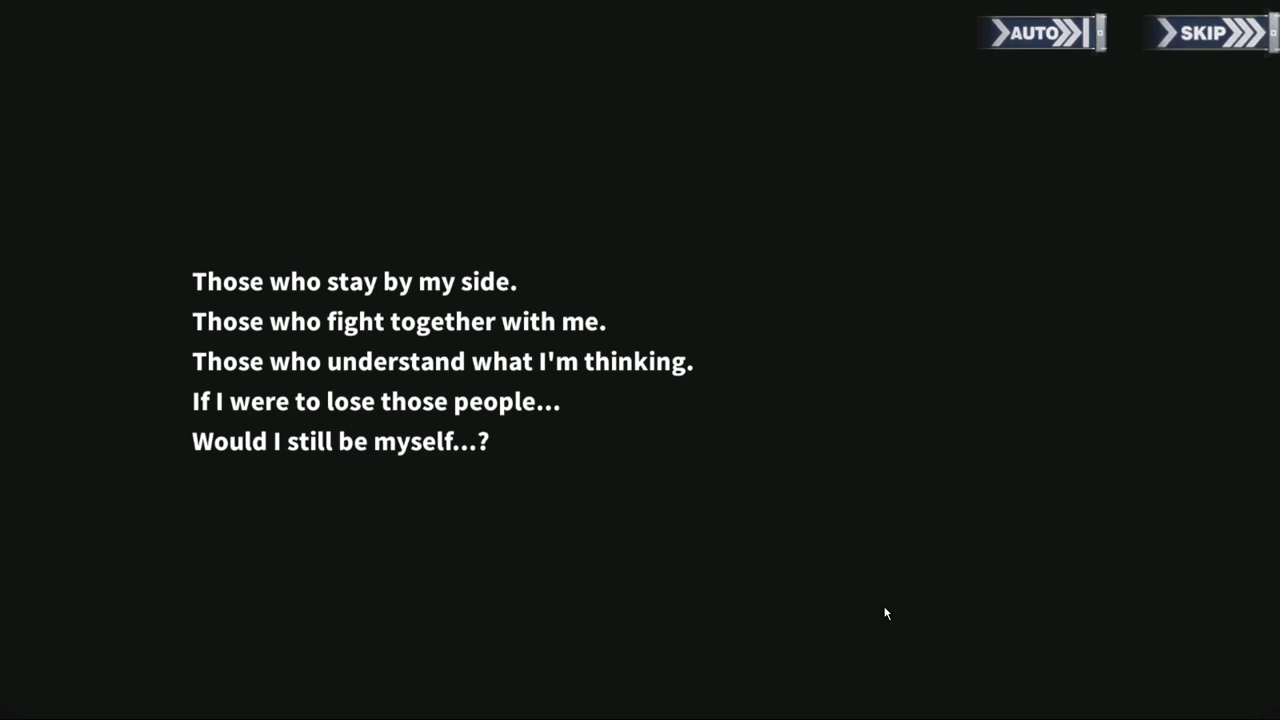 AUTO
SKIP
Those who stay by my side.
Those who fight together with me.
Those who understand what I'm thinking.
If I were to lose those people...
Would I still be myself...?